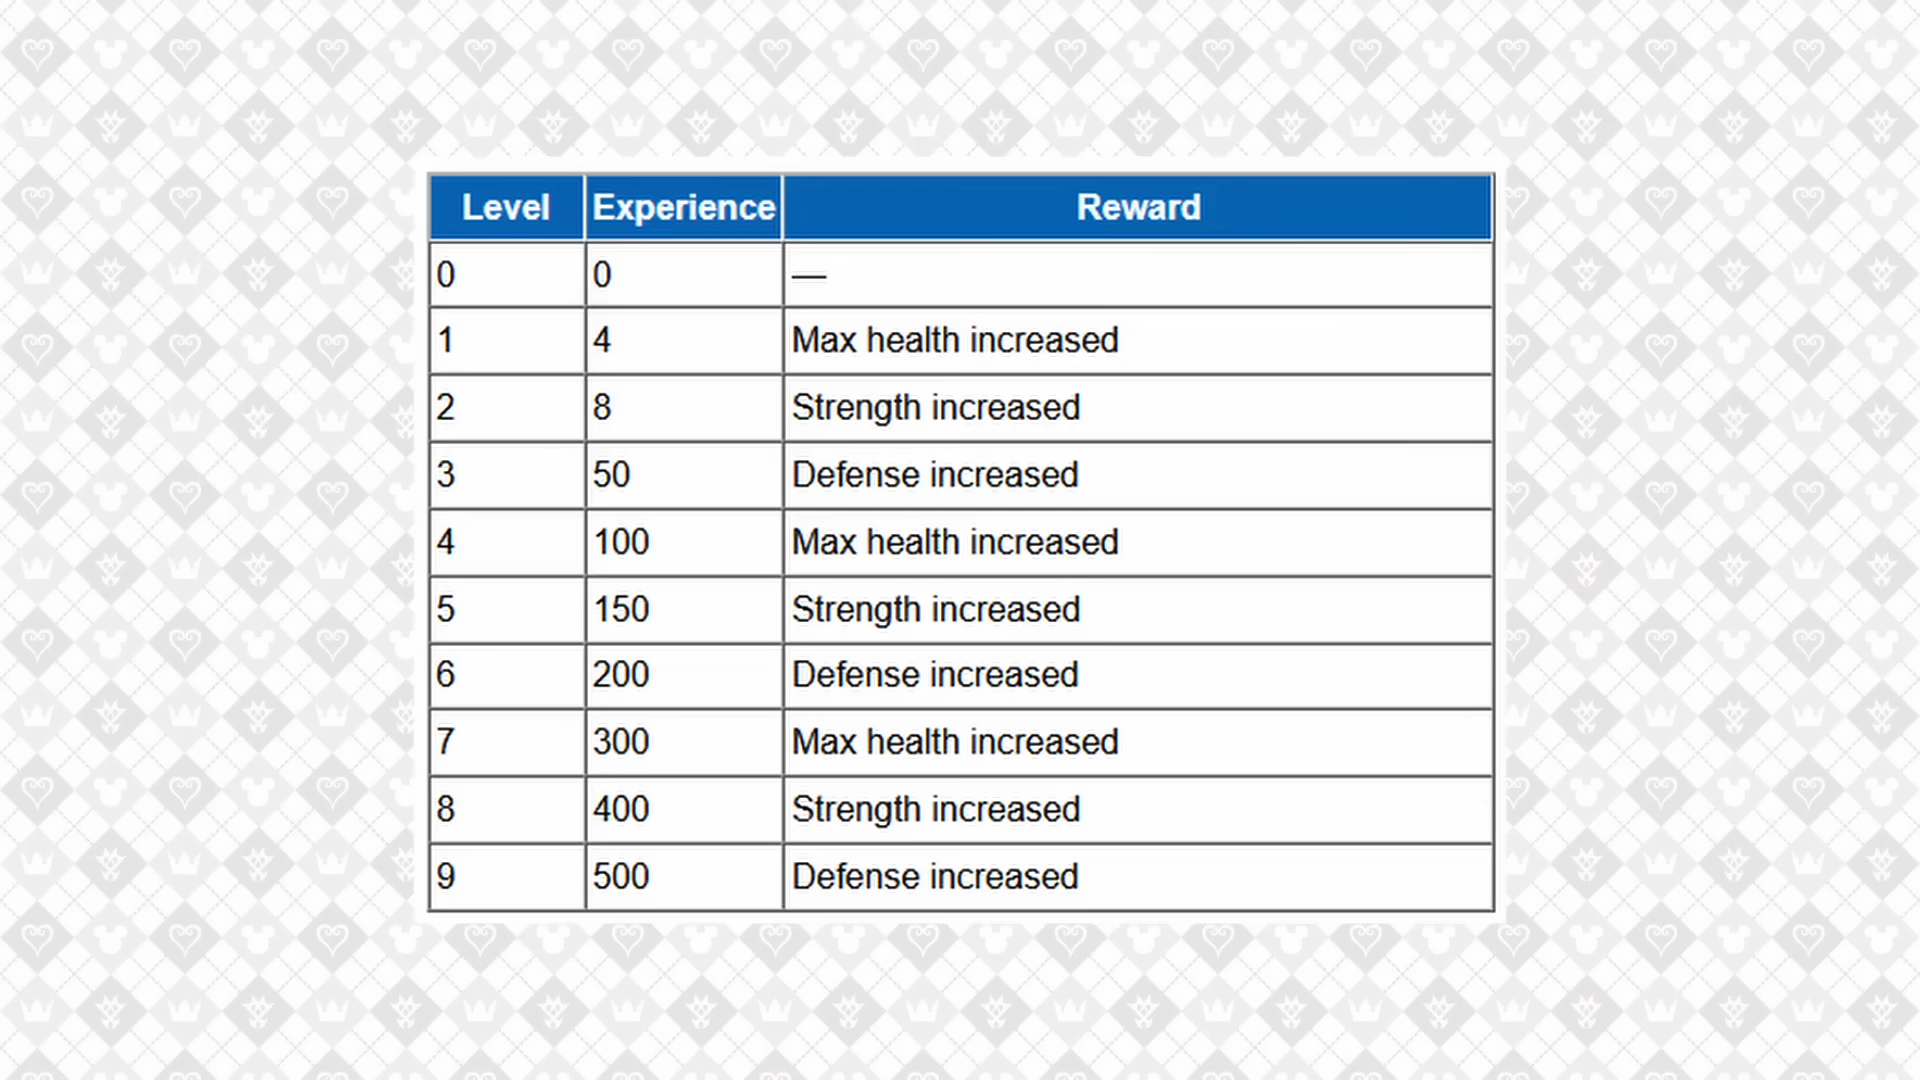 Level Experience Reward
0 0 —
1 4 Max health increased
2 8 Strength increased
3 50 Defense increased
4 100 Max health increased
5 150 Strength increased
6 200 Defense increased
7 300 Max health increased
8 400 Strength increased
9 500 Defense increased